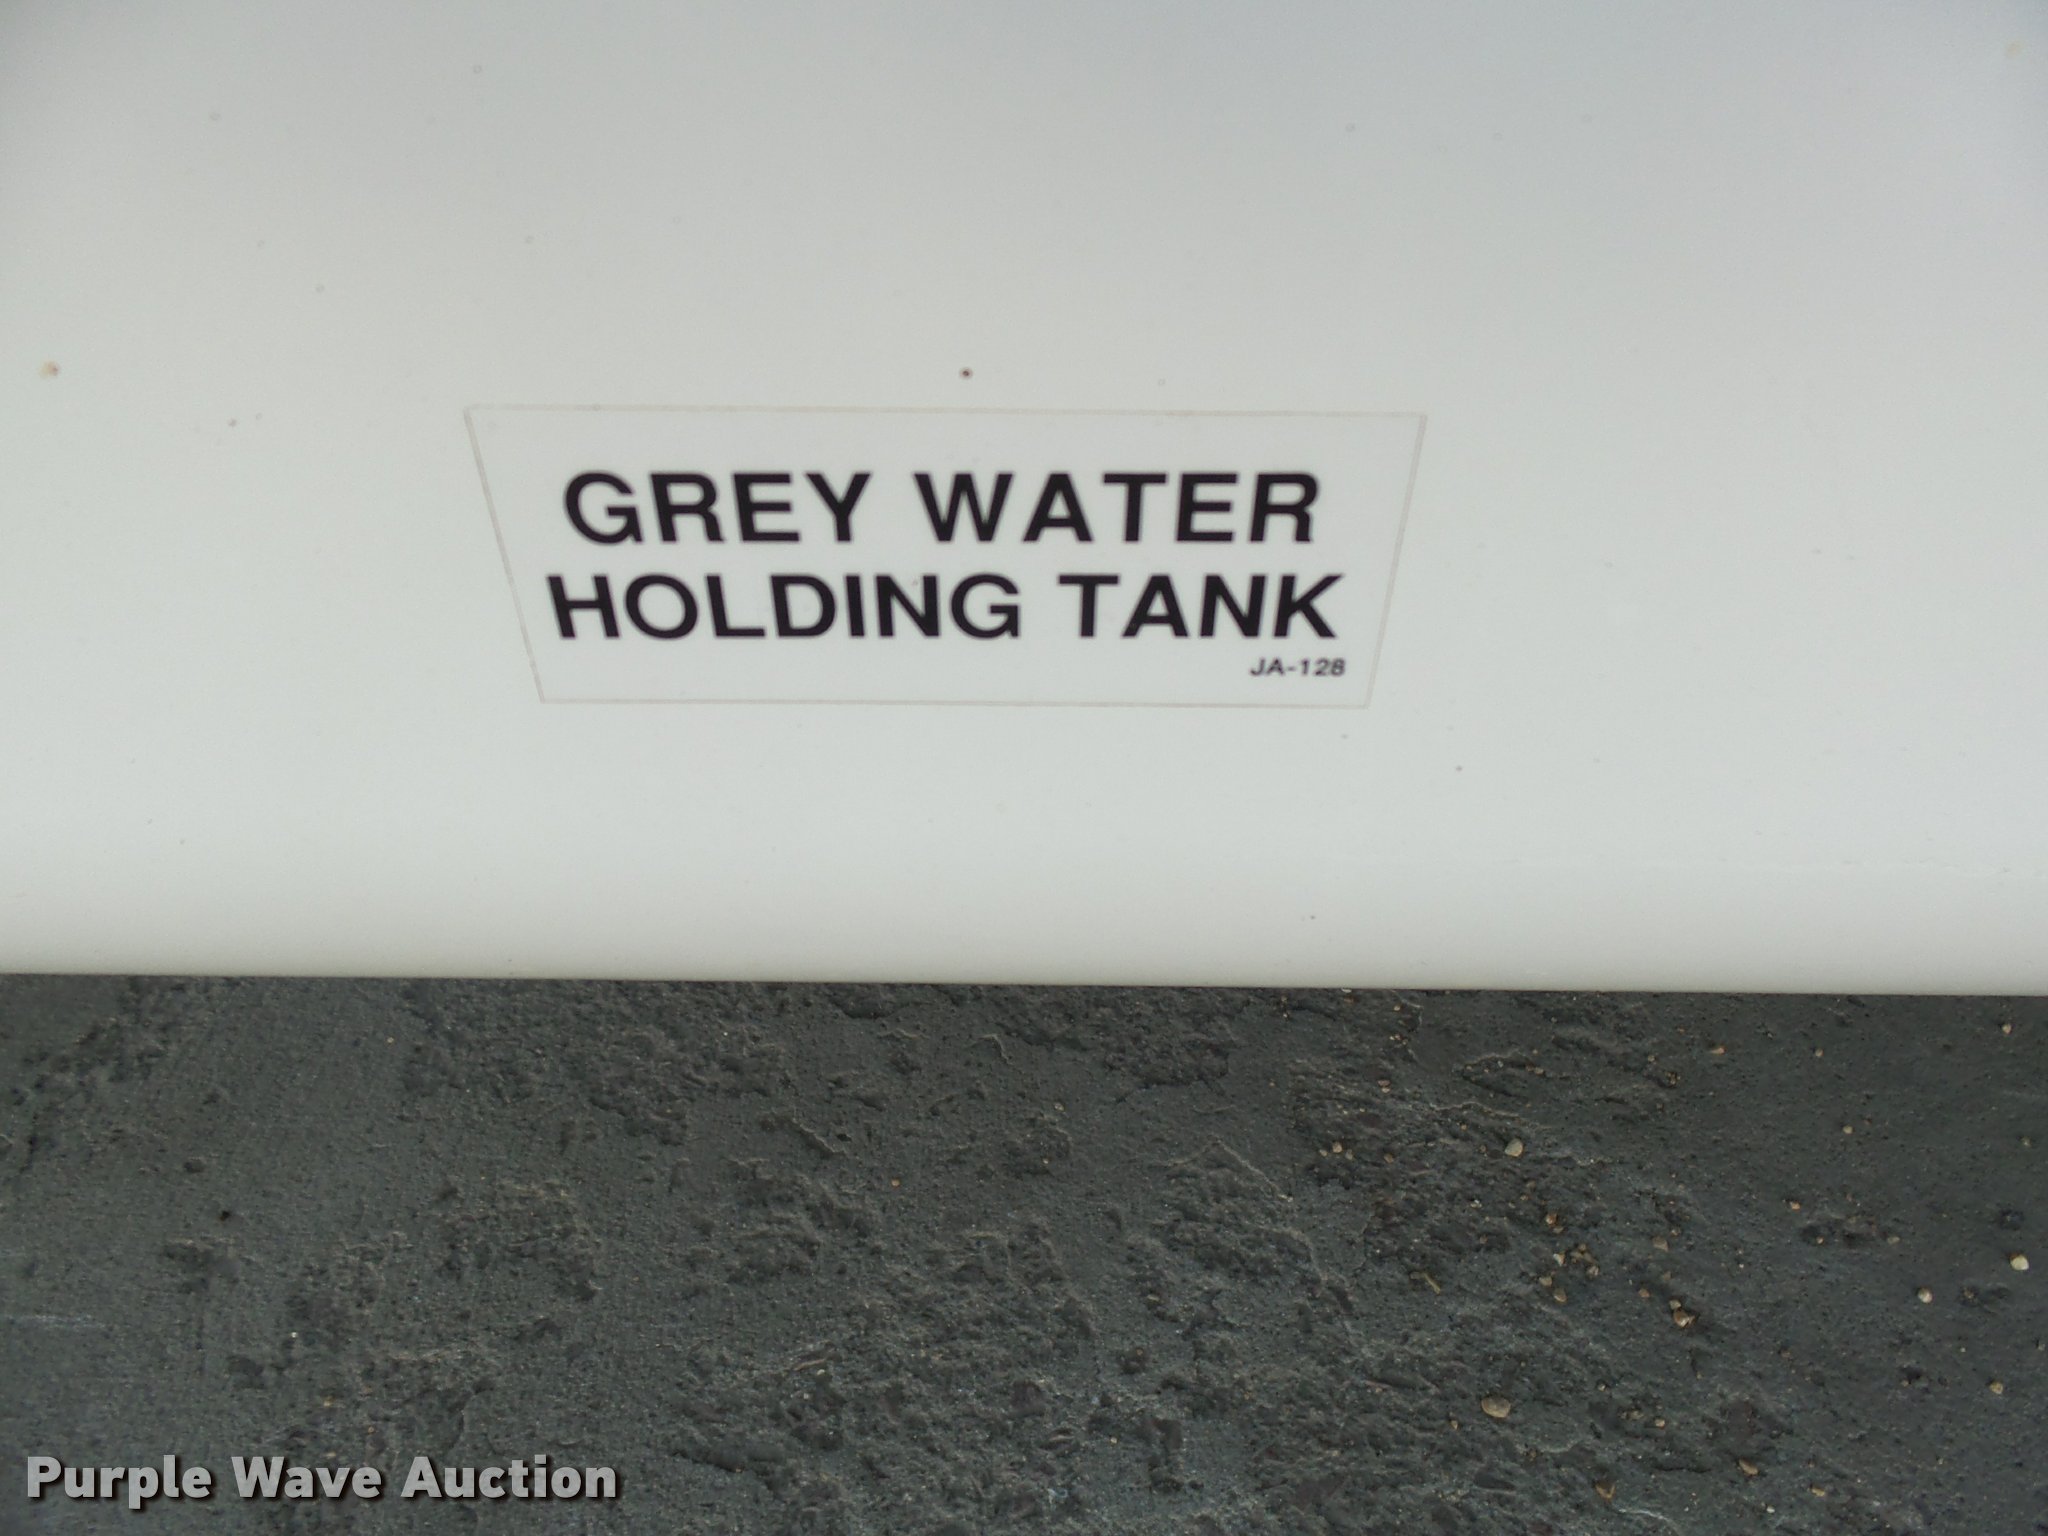 GREY WATER
HOLDING TANK
JA-128
Purple Wave Auction